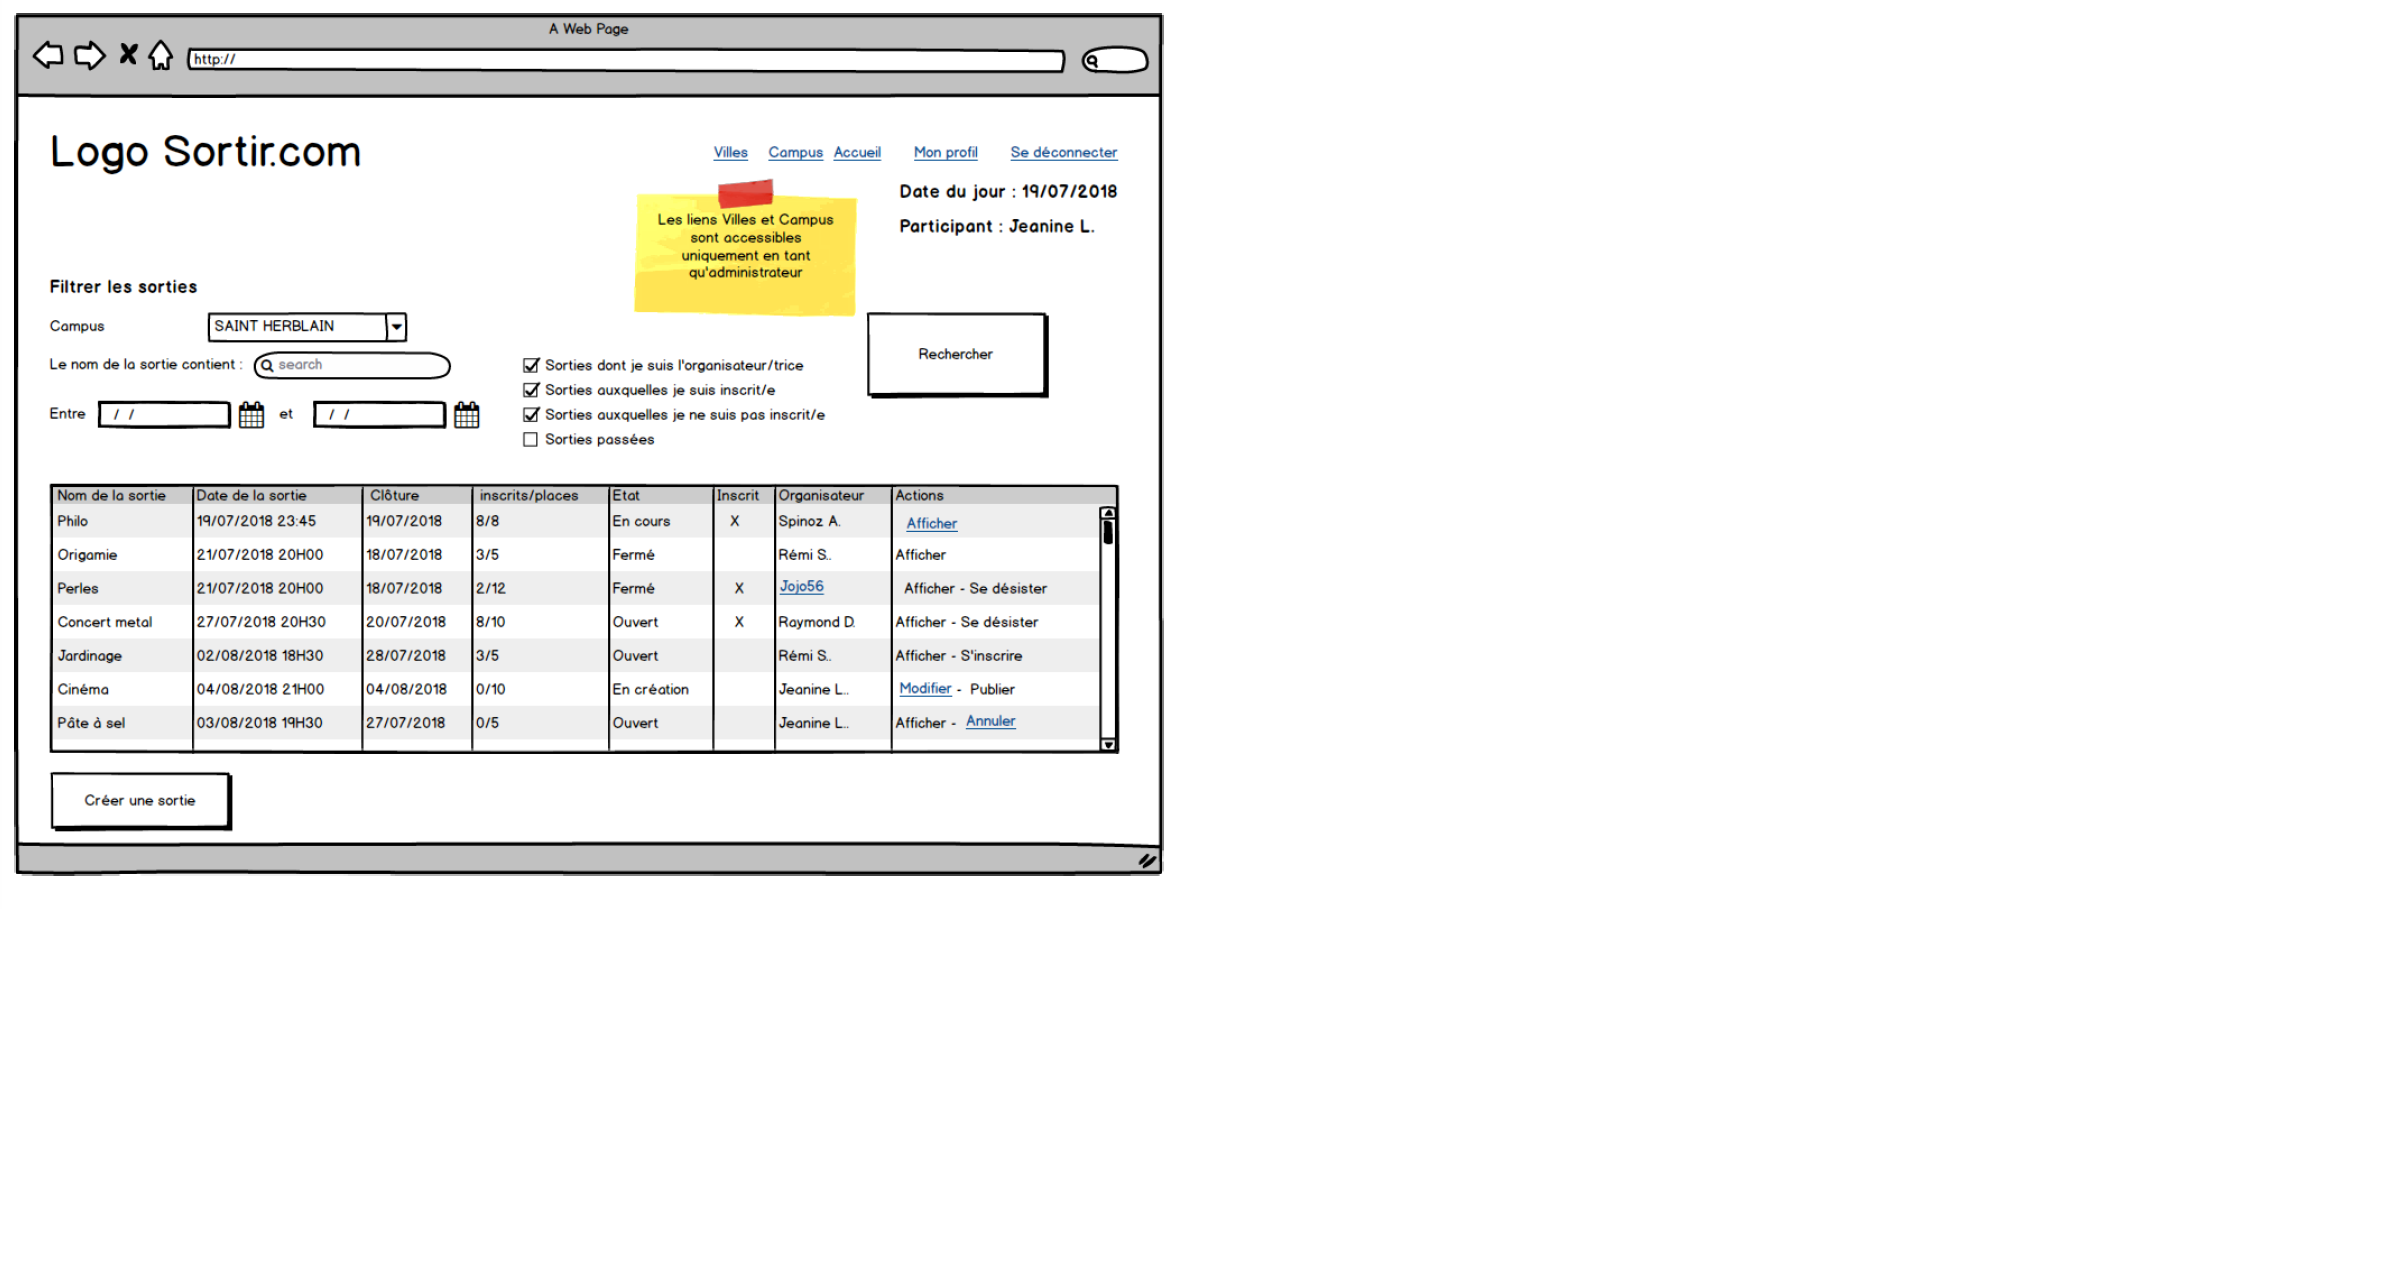 A Web Page
http://
Logo Sortir.com
Villes Campus Accueil Mon profil Se déconnecter
Date du jour : 19/07/2018
Participant : Jeanine L.
Les liens Villes et Campus
sont accessibles
uniquement en tant
qu'administrateur
Filtrer les sorties
Campus SAINT HERBLAIN
Le nom de la sortie contient : search
Entre / / et / /
Sorties dont je suis l'organisateur/trice
Sorties auxquelles je suis inscrit/e
Sorties auxquelles je ne suis pas inscrit/e
Sorties passées
Rechercher
Nom de la sortie Date de la sortie Clôture inscrits/places Etat Inscrit Organisateur Actions
Philo 19/07/2018 23:45 19/07/2018 8/8 En cours X Spinoz A. Afficher
Origamie 21/07/2018 20H00 18/07/2018 3/5 Fermé Rémi S.. Afficher
Perles 21/07/2018 20H00 18/07/2018 2/12 Fermé X Jojo56 Afficher - Se désister
Concert metal 27/07/2018 20H30 20/07/2018 8/10 Ouvert X Raymond D. Afficher - Se désister
Jardinage 02/08/2018 18H30 28/07/2018 3/5 Ouvert Rémi S.. Afficher - S'inscrire
Cinéma 04/08/2018 21H00 04/08/2018 0/10 En création Jeanine L.. Modifier - Publier
Pâte à sel 03/08/2018 19H30 27/07/2018 0/5 Ouvert Jeanine L.. Afficher - Annuler
Créer une sortie